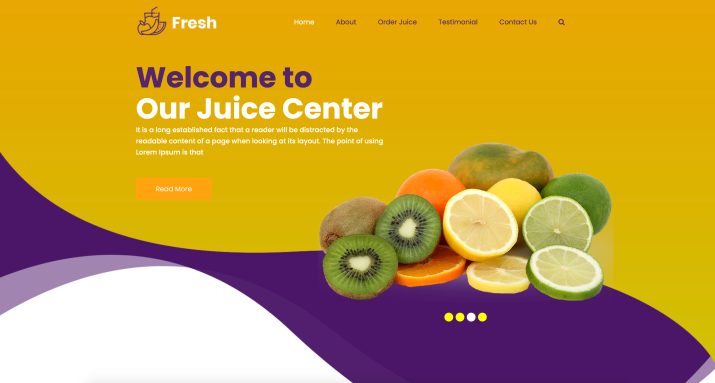 Fresh
Home About Order Juice Testimonial Contact Us
Welcome to
Our Juice Center
It is a long established fact that a reader will be distracted by the
readable content of a page when looking at its layout. The point of using
Lorem Ipsum is that
Read More